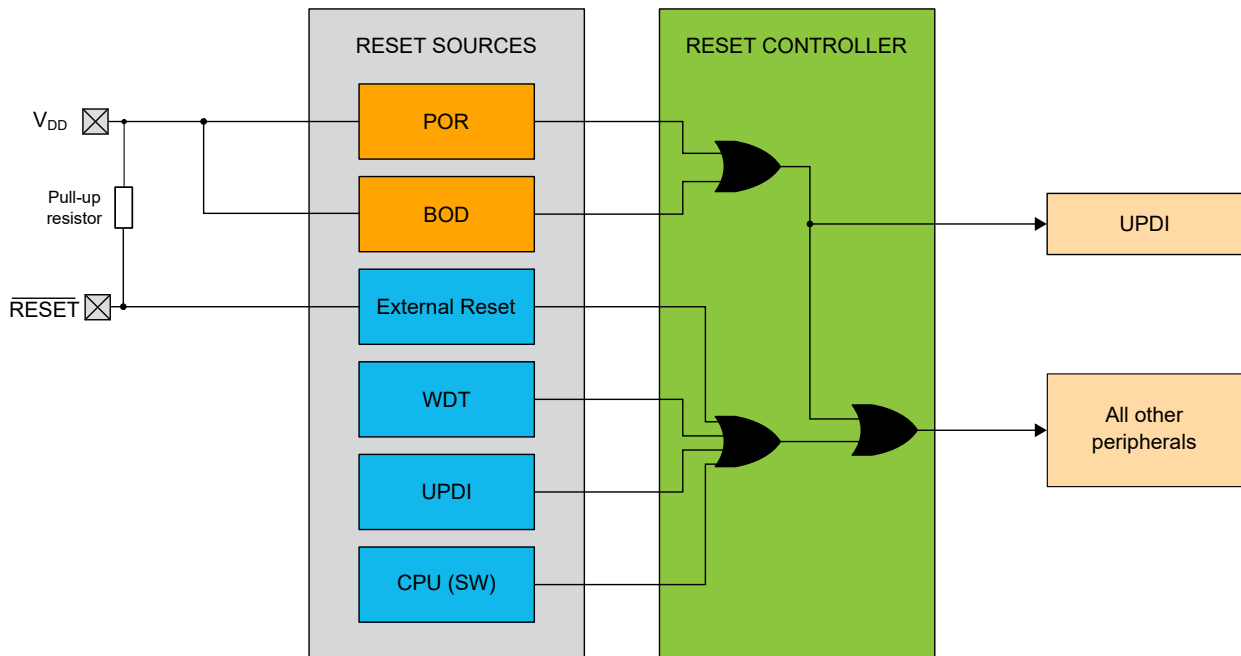 RESET SOURCES
RESET CONTROLLER
VDD
POR
Pull-up
resistor
BOD
UPDI
RESET
External Reset
WDT
All other
peripherals
UPDI
CPU (SW)